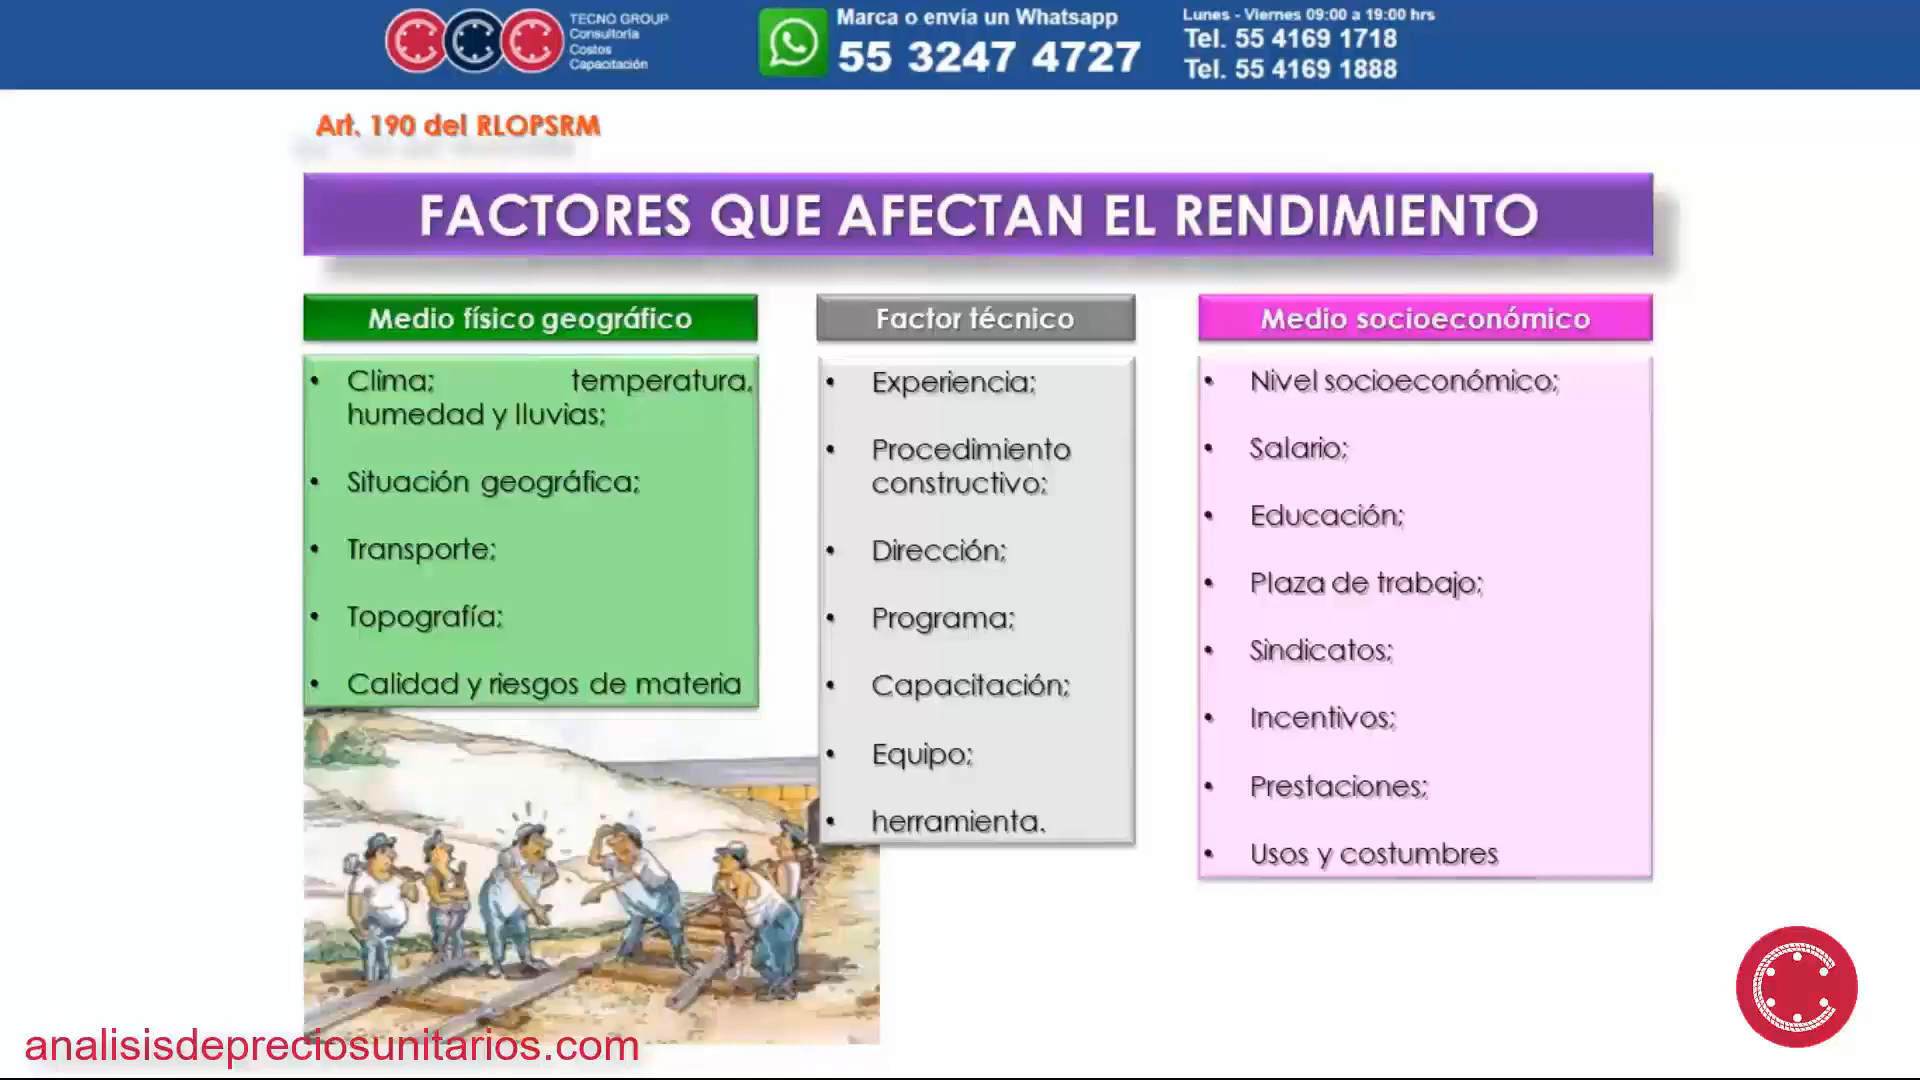 TECNO GROUP
Consultoría
Costos
Capacitación
Marca o envía un Whatsapp
55 3247 4727
Lunes - Viernes 09:00 a 19:00 hrs
Tel. 55 4169 1718
Tel. 55 4169 1888
Art. 190 del RLOPSRM
FACTORES QUE AFECTAN EL RENDIMIENTO
Medio físico geográfico
• Clima; temperatura,
humedad y lluvias;
• Situación geográfica;
• Transporte;
• Topografía;
• Calidad y riesgos de materia
Factor técnico
• Experiencia;
• Procedimiento
constructivo;
• Dirección;
• Programa;
• Capacitación;
• Equipo;
• herramienta.
Medio socioeconómico
• Nivel socioeconómico;
• Salario;
• Educación;
• Plaza de trabajo;
• Sindicatos;
• Incentivos;
• Prestaciones;
• Usos y costumbres
analisisdepreciosunitarios.com